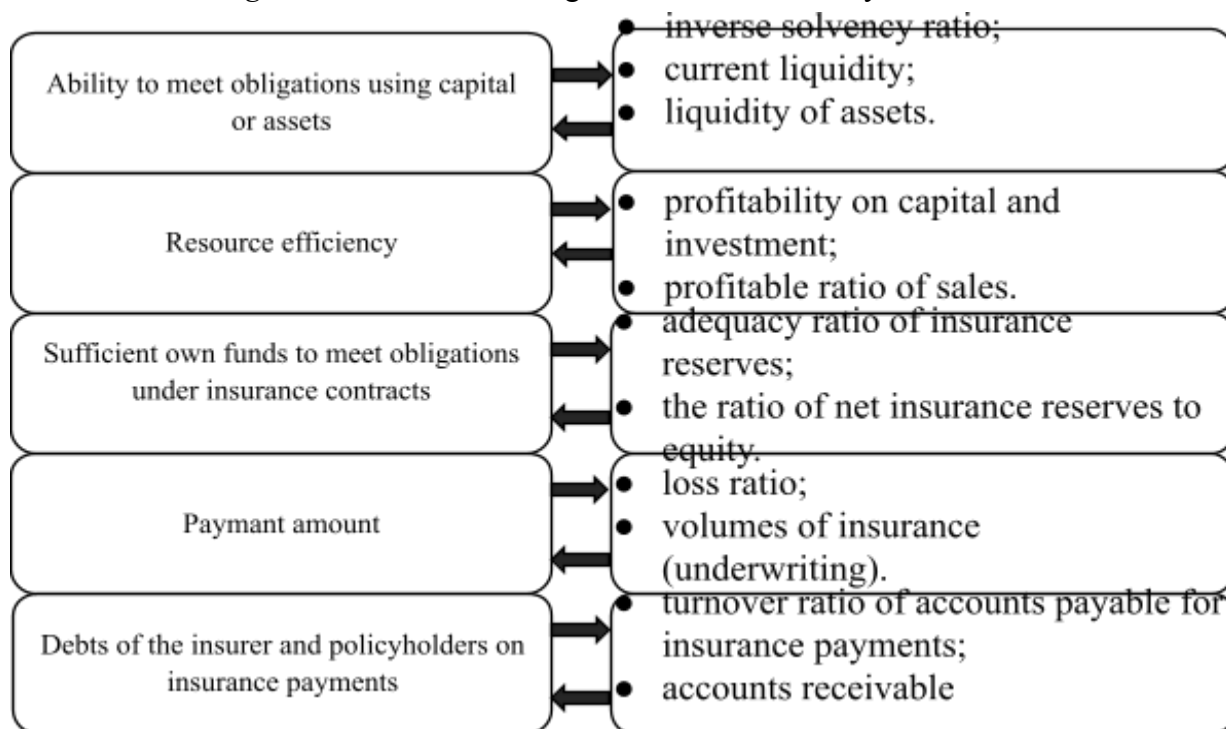 Ability to meet obligations using capital
or assets
inverse solvency ratio;
current liquidity;
liquidity of assets.
Resource efficiency
profitability on capital and
investment;
profitable ratio of sales.
Sufficient own funds to meet obligations
under insurance contracts
adequacy ratio of insurance
reserves;
the ratio of net insurance reserves to
equity.
Paymant amount
loss ratio;
volumes of insurance
(underwriting).
Debts of the insurer and policyholders on
insurance payments
turnover ratio of accounts payable for
insurance payments;
accounts receivable